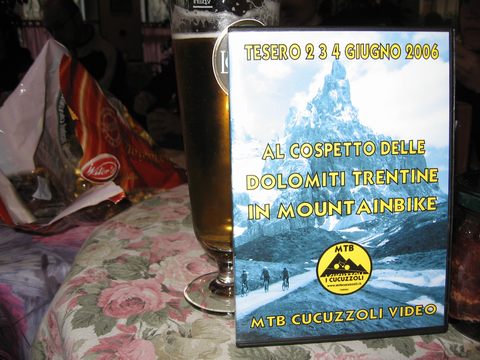 TESERO 2 3 4 GIUGNO 2006
AL COSPETTO DELLE
DOLOMITI TRENTINE
IN MOUNTAINBIKE
MTB
I CUCUZZOLI
MTB CUCUZZOLI VIDEO